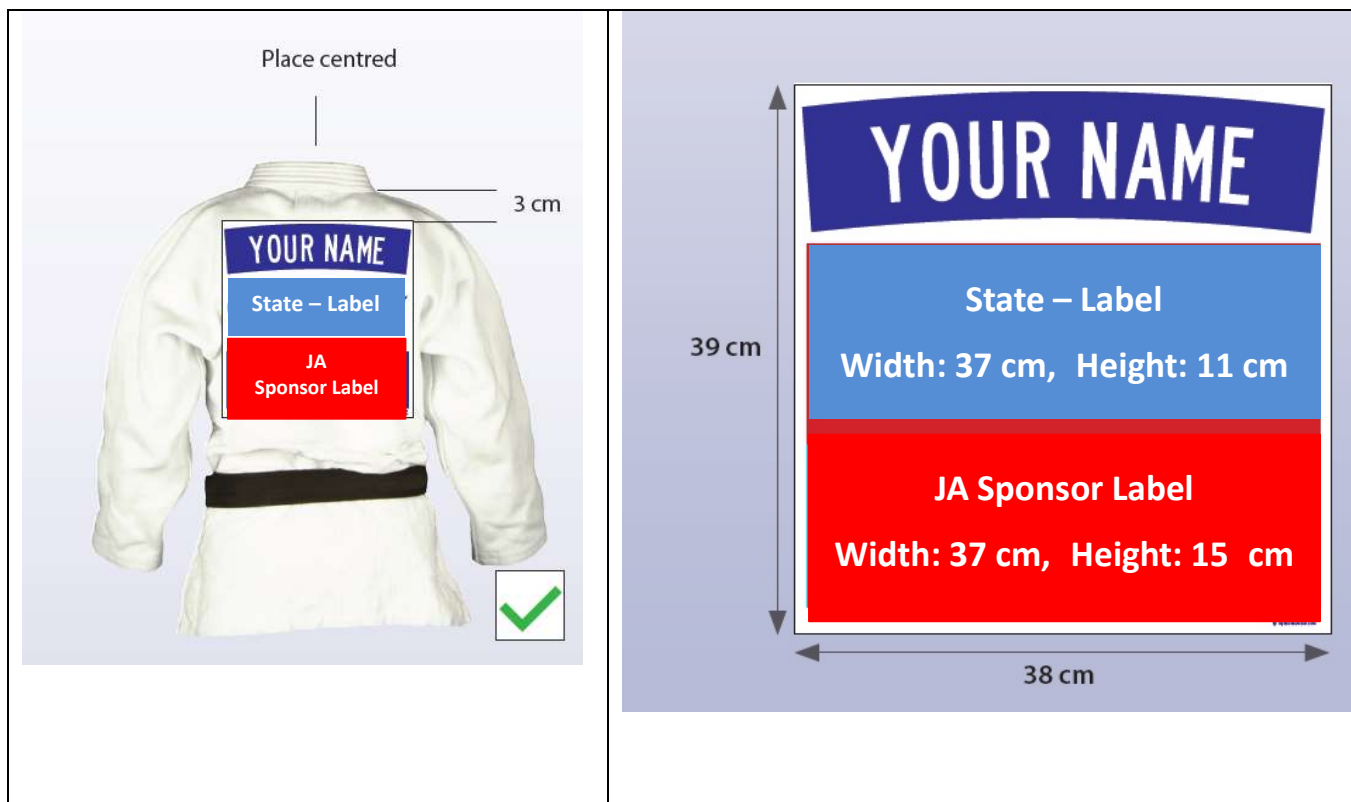 Place centred
3 cm
YOUR NAME
State – Label
JA
Sponsor Label
YOUR NAME
State – Label
Width: 37 cm, Height: 11 cm
39 cm
JA Sponsor Label
Width: 37 cm, Height: 15 cm
38 cm